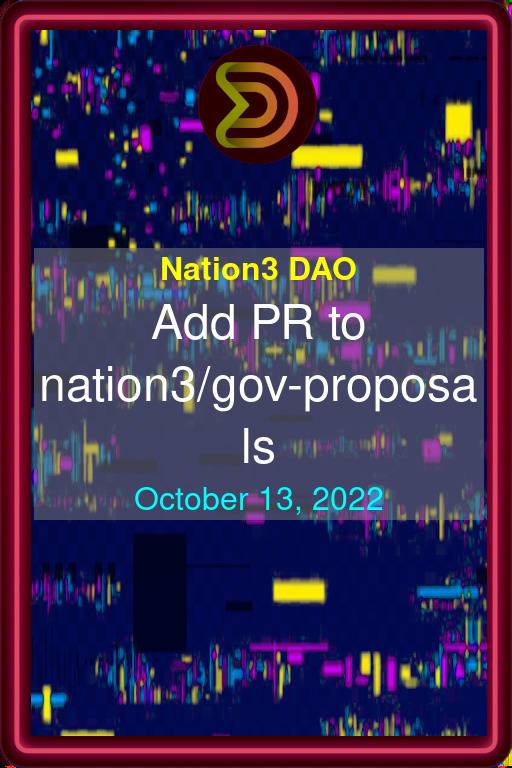 Nation3 DAO
Add PR to
nation3/gov-proposa
ls
October 13, 2022